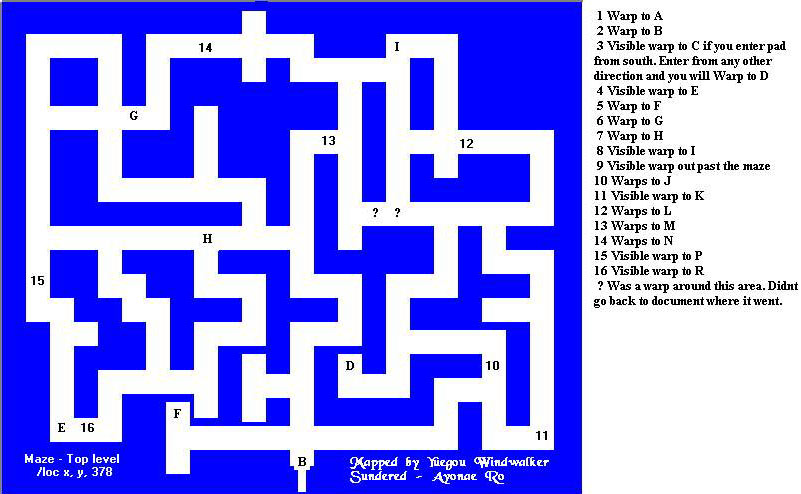 14
I
G
13
12
? ?
H
15
D
10
F
E 16
11
B
Maze - Top level
/loc x, y, 378
Mapped by Yuegou Windwalker
Sundered - Ayonae Ro
1 Warp to A
2 Warp to B
3 Visible warp to C if you enter pad
from south. Enter from any other
direction and you will Warp to D
4 Visible warp to E
5 Warp to F
6 Warp to G
7 Warp to H
8 Visible warp to I
9 Visible warp out past the maze
10 Warps to J
11 Visible warp to K
12 Warps to L
13 Warps to M
14 Warps to N
15 Visible warp to P
16 Visible warp to R
? Was a warp around this area. Didnt
go back to document where it went.